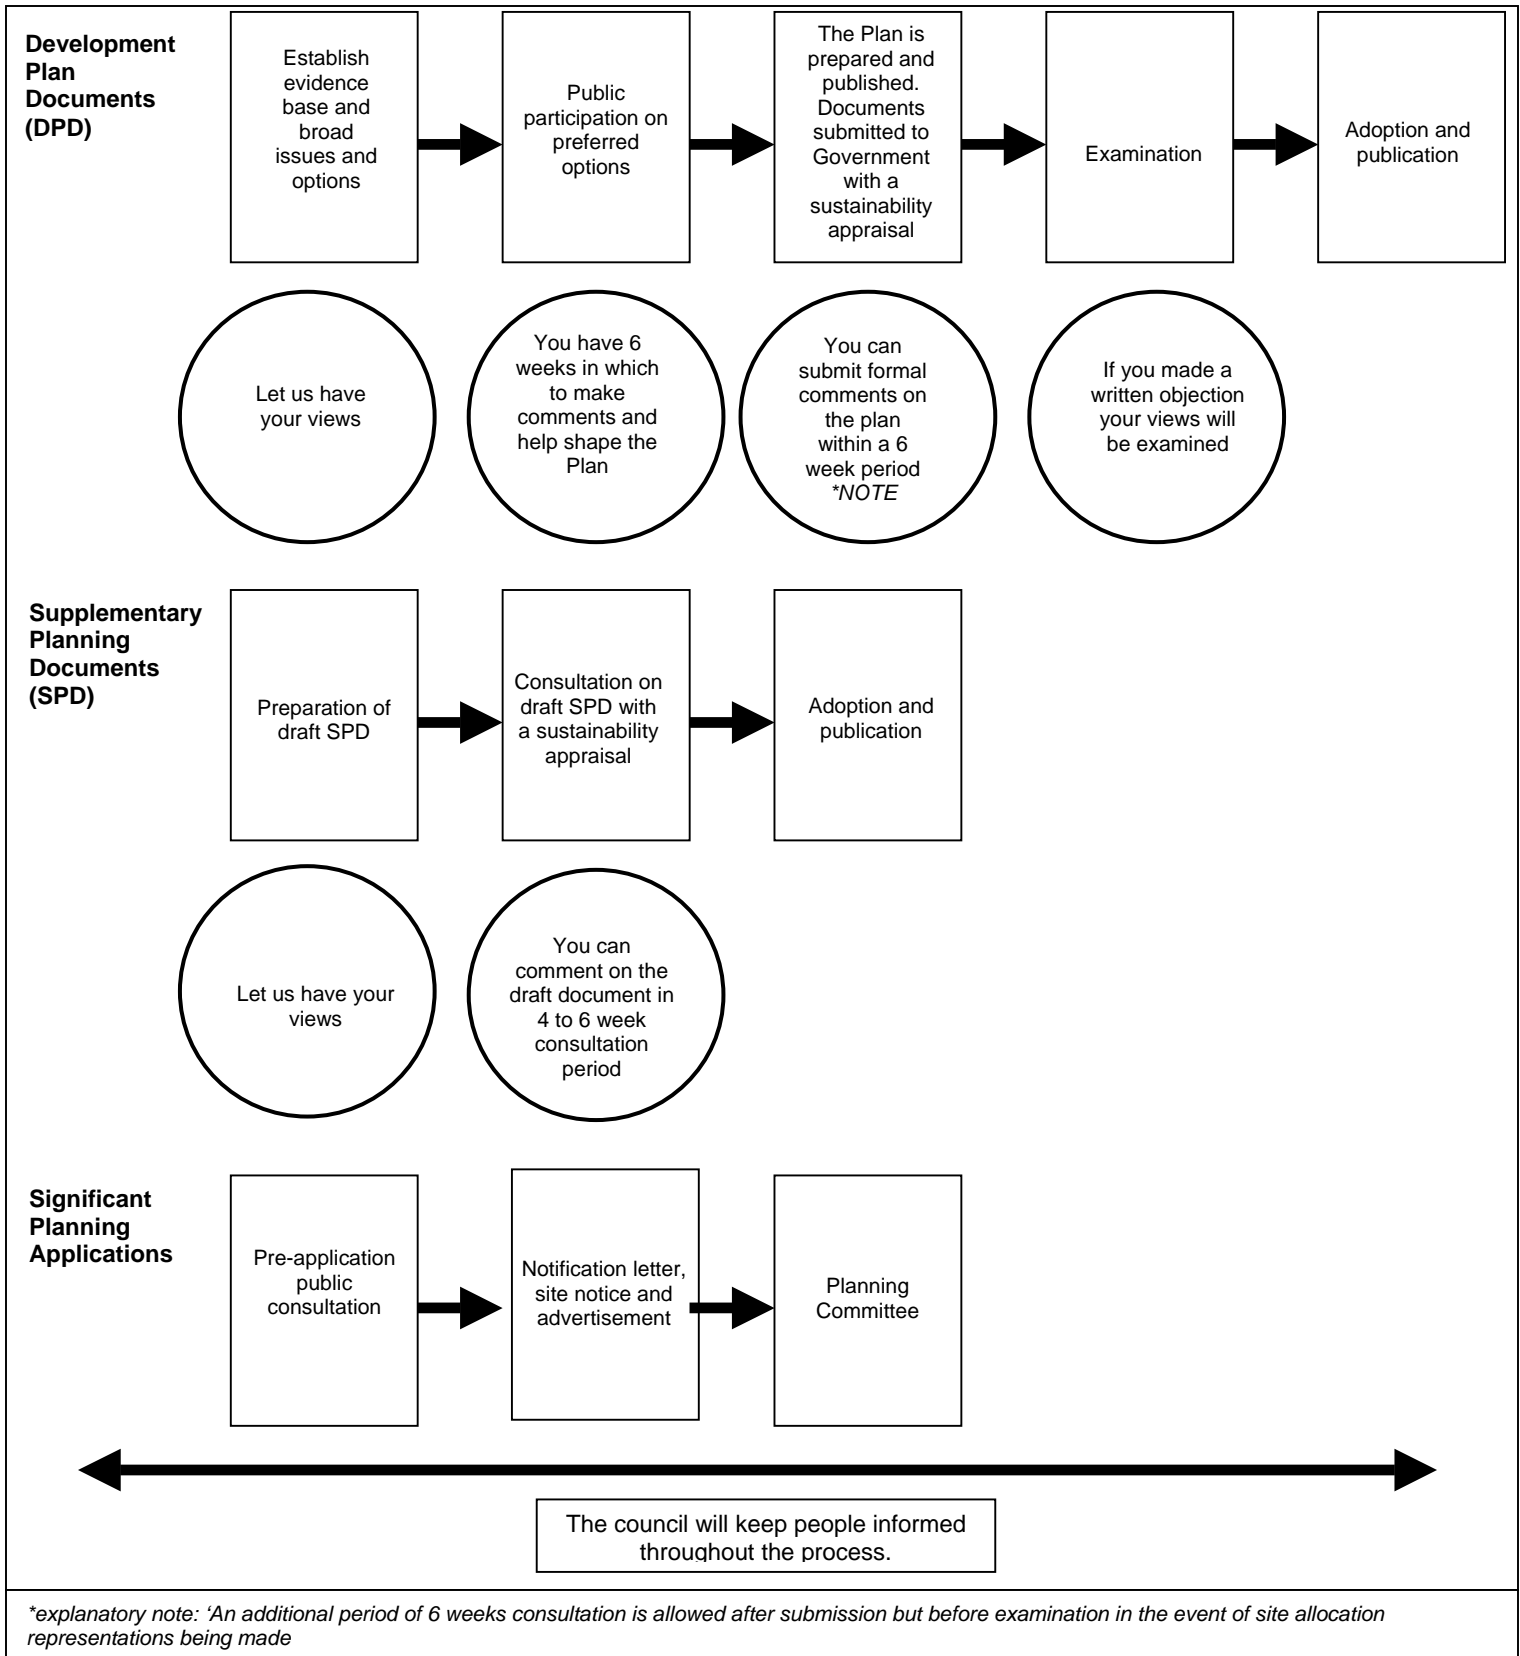 Development
Plan
Documents
(DPD)
Establish
evidence
base and
broad
issues and
options
Public
participation on
preferred
options
The Plan is
prepared and
published.
Documents
submitted to
Government
with a
sustainability
appraisal
Examination
Adoption and
publication
Let us have
your views
You have 6
weeks in which
to make
comments and
help shape the
Plan
You can
submit formal
comments on
the plan
within a 6
week period
*NOTE
If you made a
written objection
your views will
be examined
Supplementary
Planning
Documents
(SPD)
Preparation of
draft SPD
Consultation on
draft SPD with
a sustainability
appraisal
Adoption and
publication
Let us have your
views
You can
comment on the
draft document in
4 to 6 week
consultation
period
Significant
Planning
Applications
Pre-application
public
consultation
Notification letter,
site notice and
advertisement
Planning
Committee
The council will keep people informed
throughout the process.
*explanatory note: ‘An additional period of 6 weeks consultation is allowed after submission but before examination in the event of site allocation
representations being made